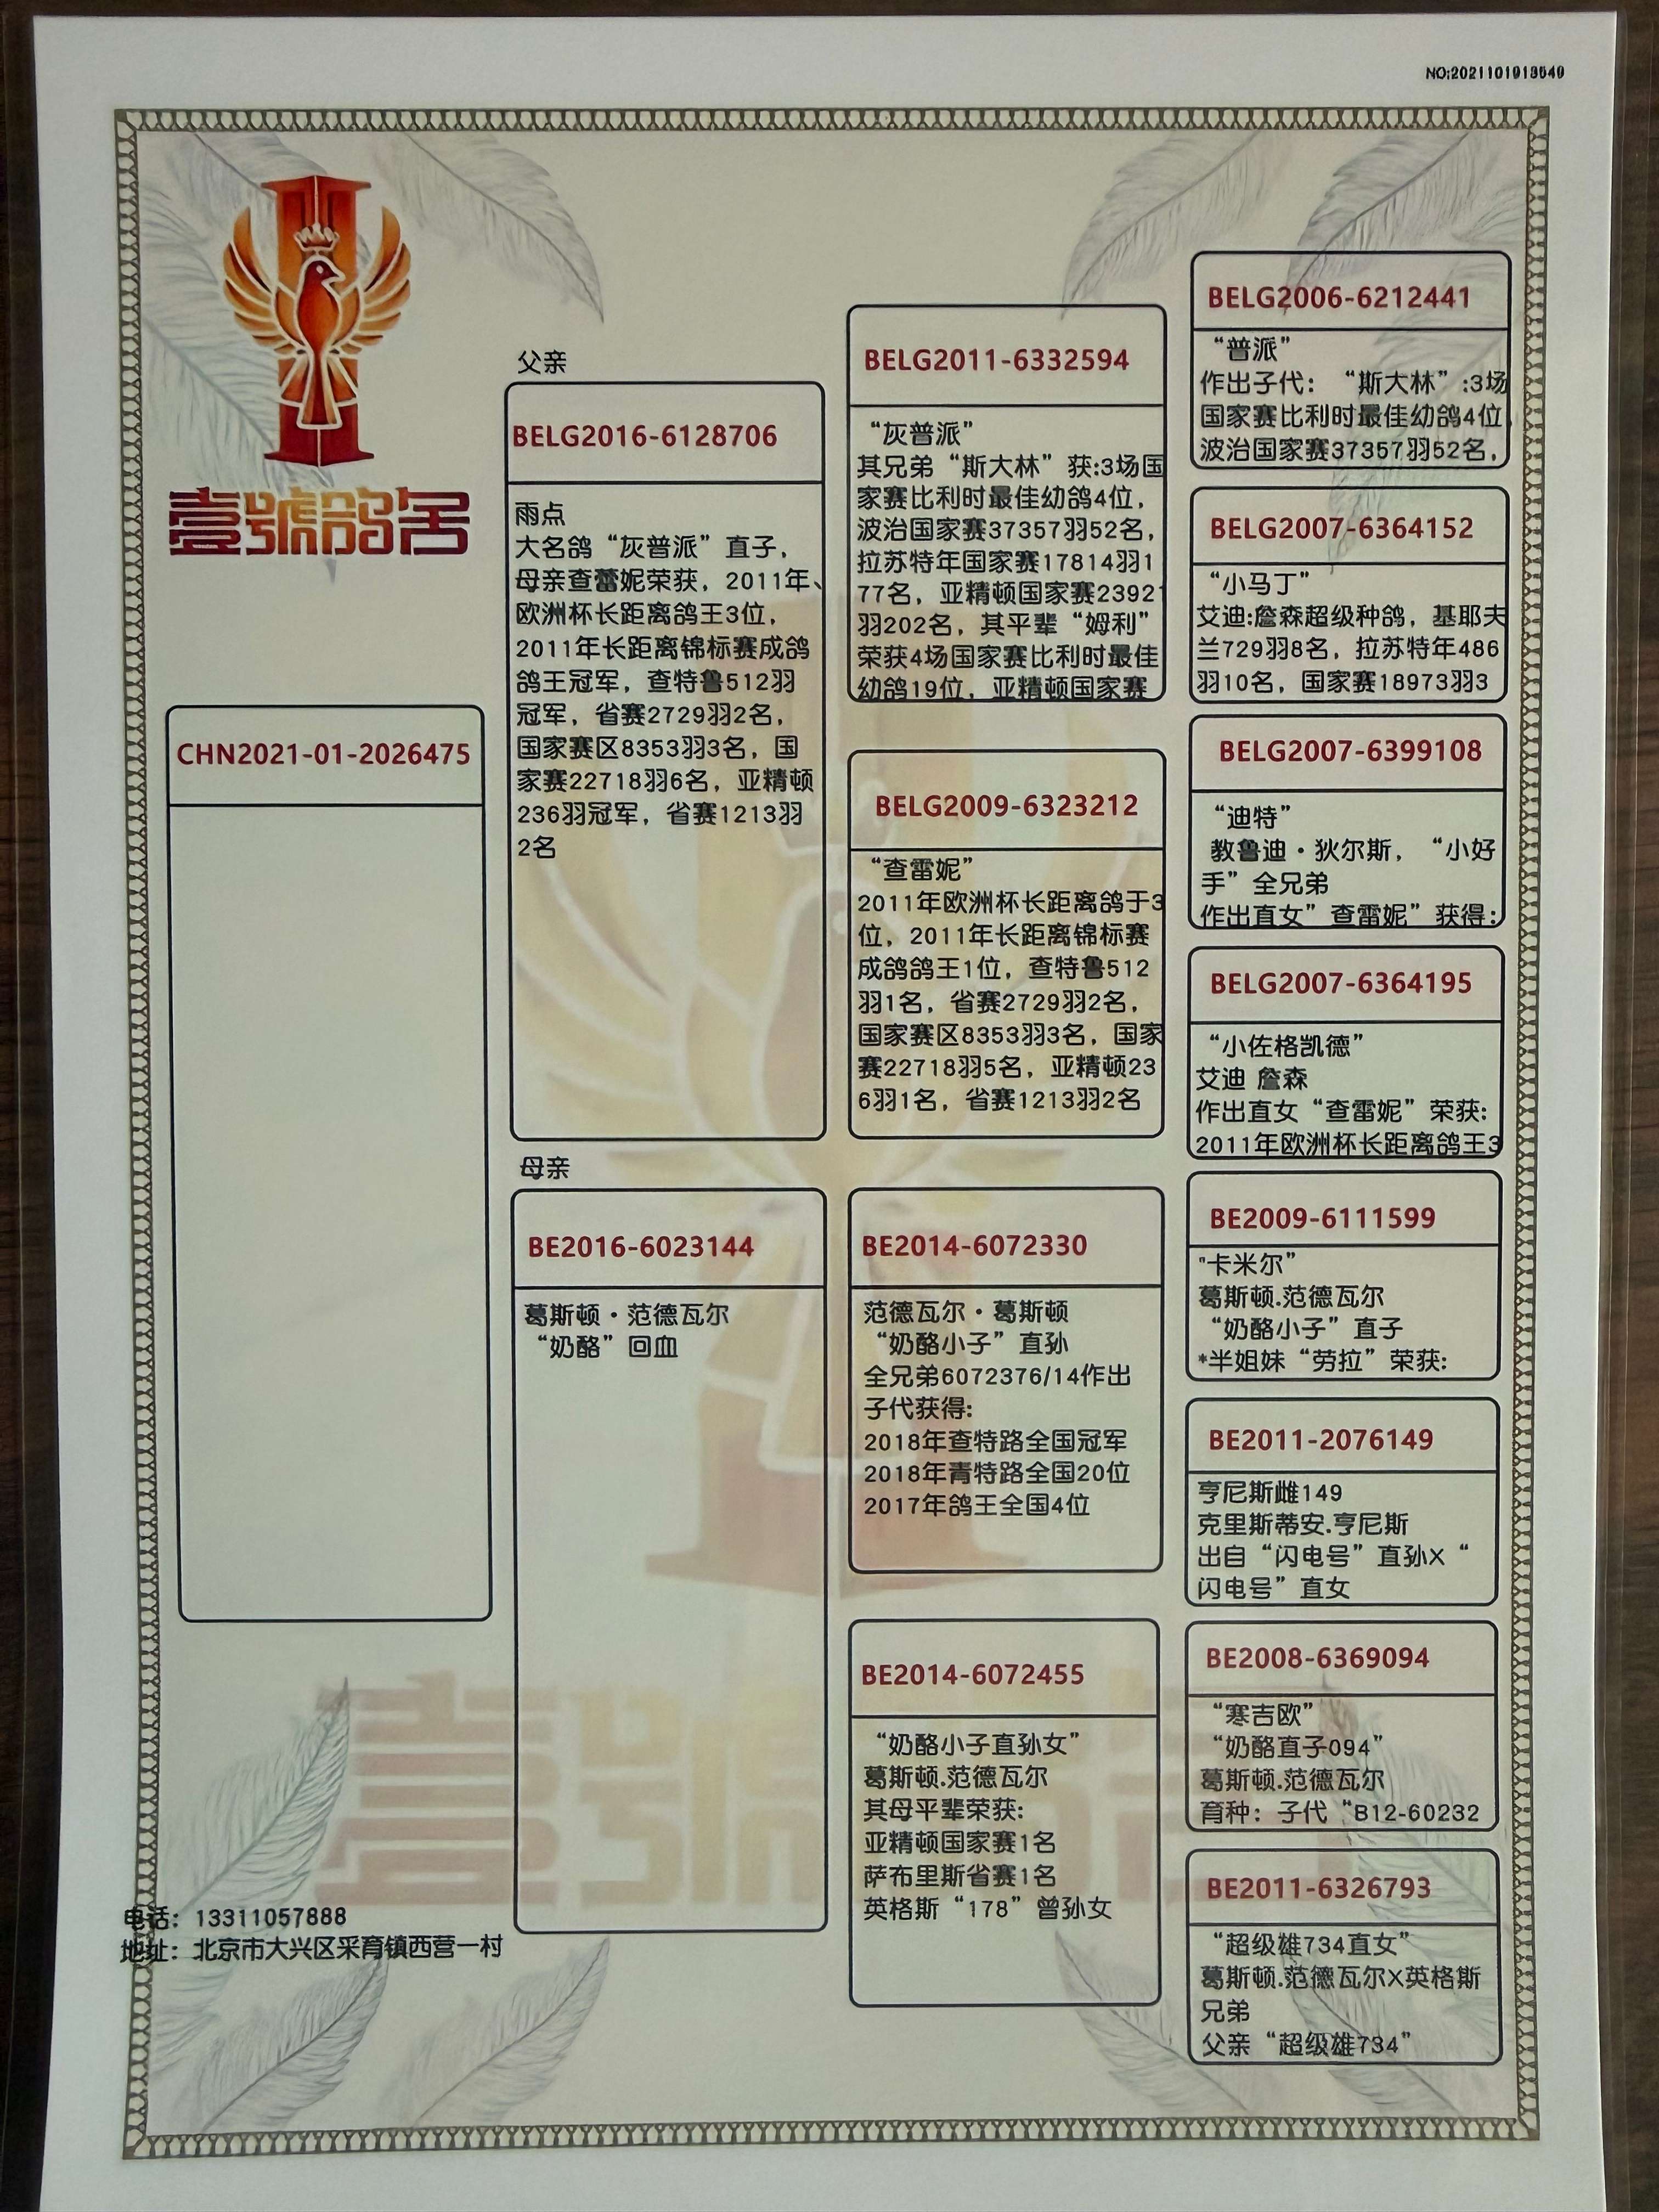 NO:2021101913549
壹號鸽舍
CHN2021-01-2026475
父亲
BELG2016-6128706
雨点
大名鸽“灰普派”直子，
母亲查蕾妮荣获，2011年、
欧洲杯长距离鸽王3位，
2011年长距离锦标赛成鸽
鸽王冠军，查特鲁512羽
冠军，省赛2729羽2名，
国家赛区8353羽3名，国
家赛22718羽6名，亚精顿
236羽冠军，省赛1213羽
2名
母亲
BE2016-6023144
葛斯顿·范德瓦尔
“奶酪”回血
BELG2011-6332594
“灰普派”
其兄弟“斯大林”获:3场国
家赛比利时最佳幼鸽4位，
波治国家赛37357羽52名，
拉苏特年国家赛17814羽1
77名，亚精顿国家赛23921
羽202名，其平辈“姆利”
荣获4场国家赛比利时最佳
幼鸽19位，亚精顿国家赛
BELG2009-6323212
“查雷妮”
2011年欧洲杯长距离鸽于3
位，2011年长距离锦标赛
成鸽鸽王1位，查特鲁512
羽1名，省赛2729羽2名，
国家赛区8353羽3名，国家
赛22718羽5名，亚精顿23
6羽1名，省赛1213羽2名
BE2014-6072330
范德瓦尔·葛斯顿
“奶酪小子”直孙
全兄弟6072376/14作出
子代获得:
2018年查特路全国冠军
2018年青特路全国20位
2017年鸽王全国4位
BE2014-6072455
“奶酪小子直孙女”
葛斯顿.范德瓦尔
其母平辈荣获:
亚精顿国家赛1名
萨布里斯省赛1名
英格斯“178”曾孙女
BELG2006-6212441
“普派”
作出子代：“斯大林”:3场
国家赛比利时最佳幼鸽4位，
波治国家赛37357羽52名，
BELG2007-6364152
“小马丁”
艾迪:詹森超级种鸽，基耶夫
兰729羽8名，拉苏特年486
羽10名，国家赛18973羽3
BELG2007-6399108
“迪特”
教鲁迪·狄尔斯，“小好
手”全兄弟
作出直女”查雷妮”获得:
BELG2007-6364195
“小佐格凯德”
艾迪 詹森
作出直女“查雷妮”荣获:
2011年欧洲杯长距离鸽王3
BE2009-6111599
"卡米尔”
葛斯顿.范德瓦尔
“奶酪小子”直子
*半姐妹“劳拉”荣获:
BE2011-2076149
亨尼斯雌149
克里斯蒂安.亨尼斯
出自“闪电号”直孙X“
闪电号”直女
BE2008-6369094
“寒吉欧”
“奶酪直子094”
葛斯顿.范德瓦尔
育种：子代“B12-60232
BE2011-6326793
“超级雄734直女”
葛斯顿.范德瓦尔X英格斯
兄弟
父亲“超级雄734”
电话：13311057888
地址：北京市大兴区采育镇西营一村